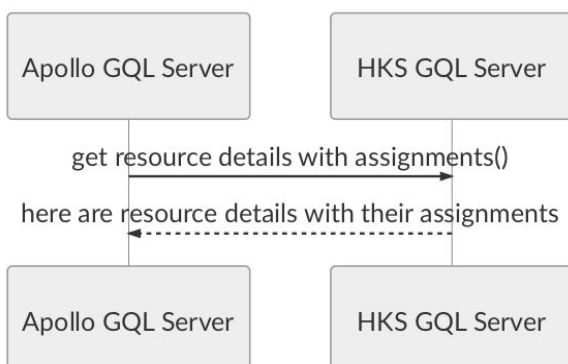 Apollo GQL Server
HKS GQL Server
get resource details with assignments()
here are resource details with their assignments
Apollo GQL Server
HKS GQL Server